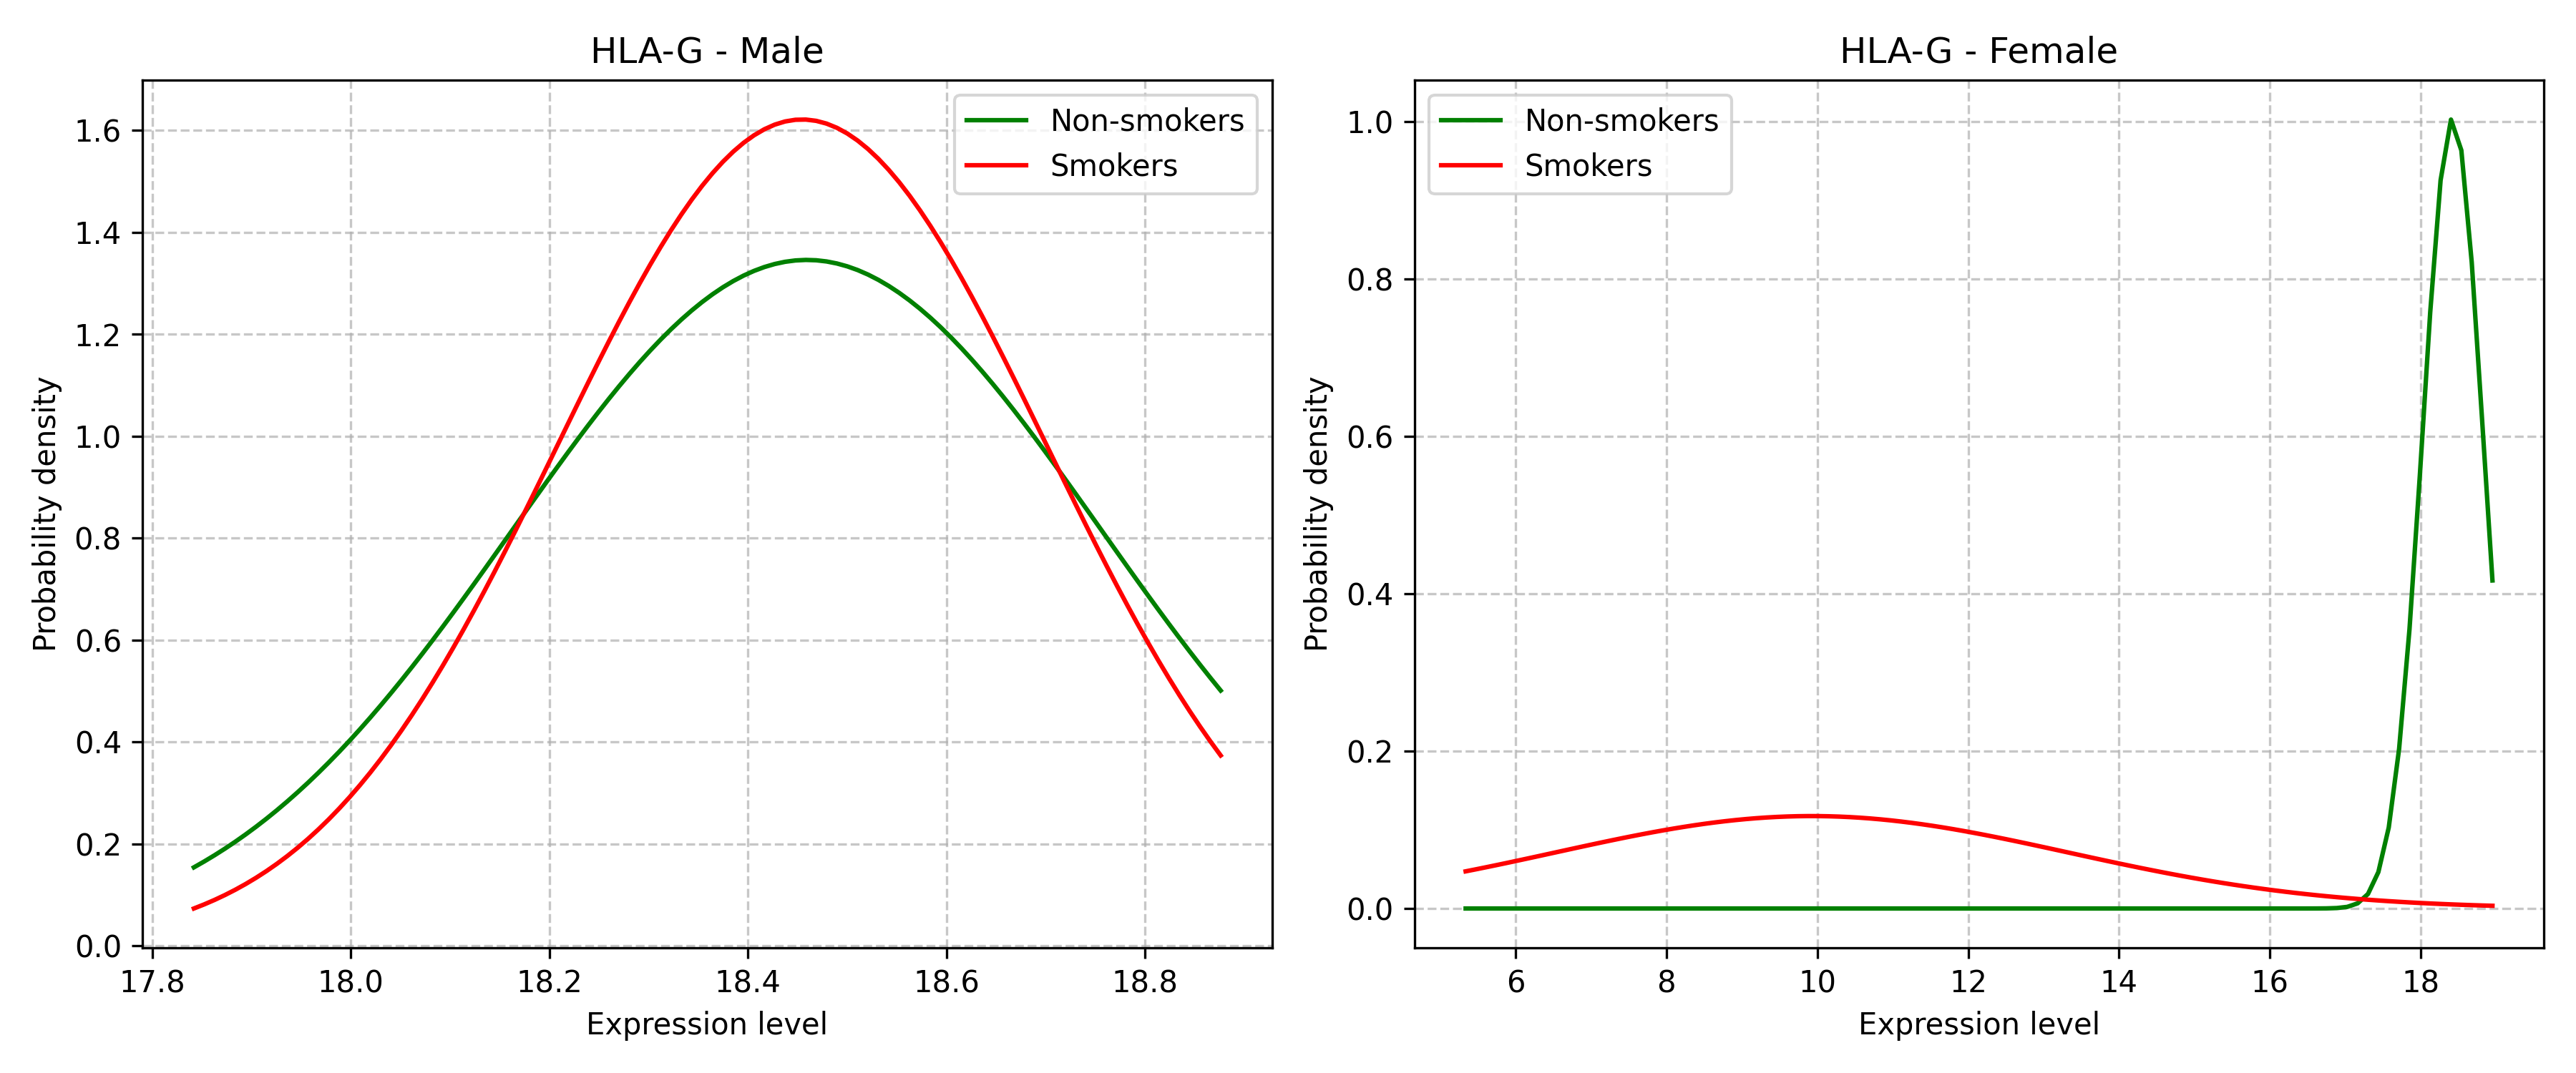 HLA-G - Male
Non-smokers
Smokers
Probability density
1.6
1.4
1.2
1.0
0.8
0.6
0.4
0.2
0.0
17.8 18.0 18.2 18.4 18.6 18.8
Expression level
HLA-G - Female
Non-smokers
Smokers
Probability density
1.0
0.8
0.6
0.4
0.2
0.0
6 8 10 12 14 16 18
Expression level